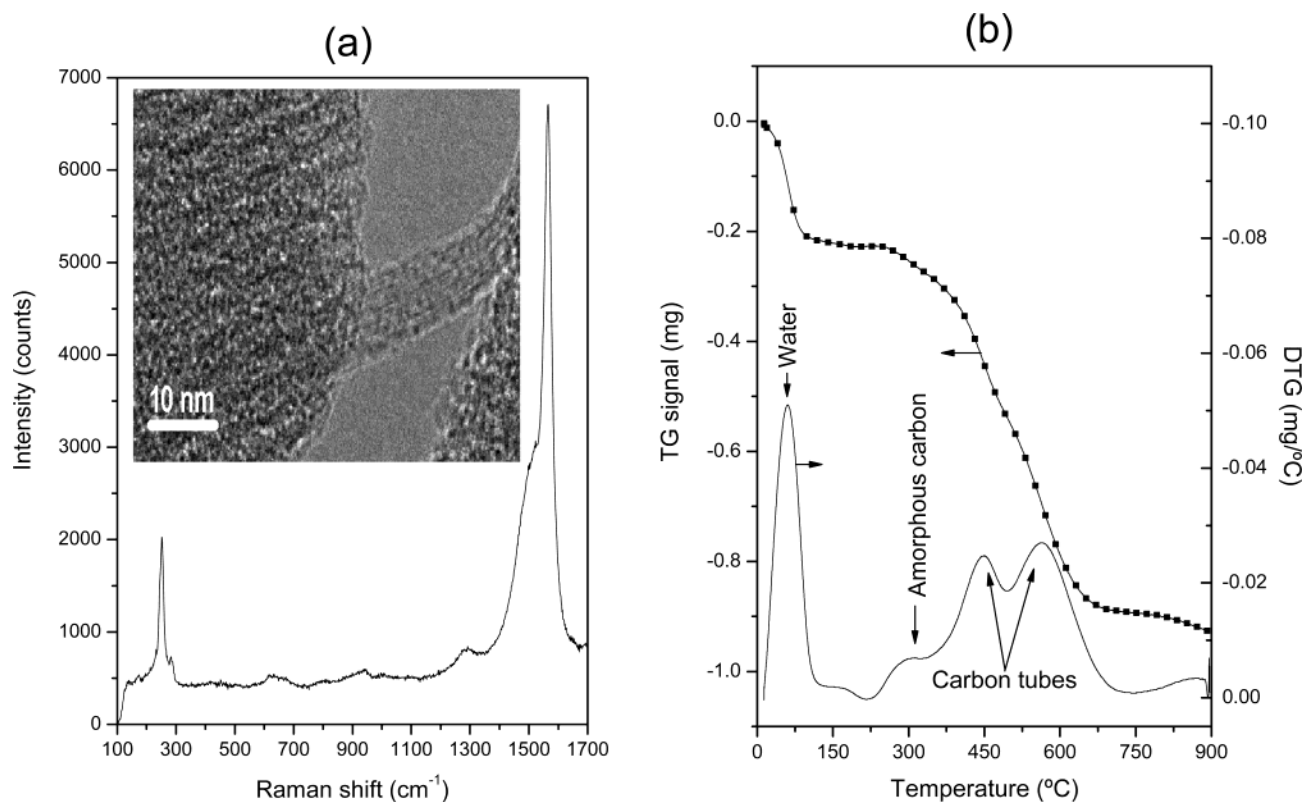 (a)
7000
6000
5000
4000
3000
2000
1000
0
Intensity (counts)
10 nm
100 300 500 700 900 1100 1300 1500 1700
Raman shift (cm⁻¹)
(b)
0.0
-0.2
-0.4
-0.6
-0.8
-1.0
TG signal (mg)
Water
Amorphous carbon
Carbon tubes
-0.10
-0.08
-0.06
-0.04
-0.02
0.00
DTG (mg/ºC)
0 150 300 450 600 750 900
Temperature (ºC)